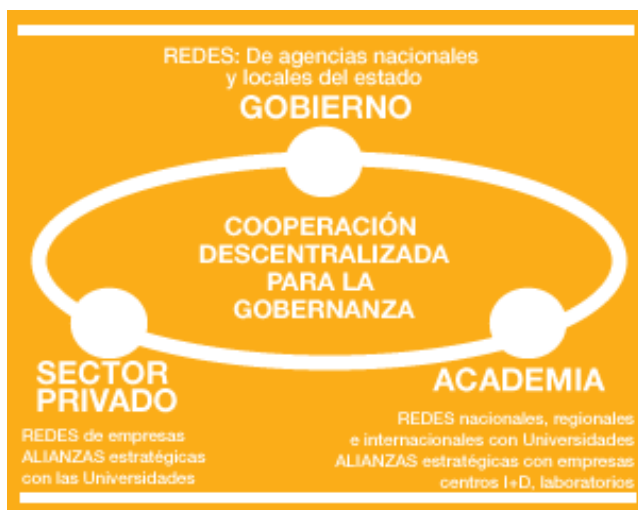 REDES: De agencias nacionales
y locales del estado
GOBIERNO
COOPERACIÓN
DESCENTRALIZADA
PARA LA
GOBERNANZA
SECTOR
PRIVADO
REDES de empresas
ALIANZAS estratégicas
con las Universidades
ACADEMIA
REDES nacionales, regionales
e internacionales con Universidades
ALIANZAS estratégicas con empresas
centros I+D, laboratorios